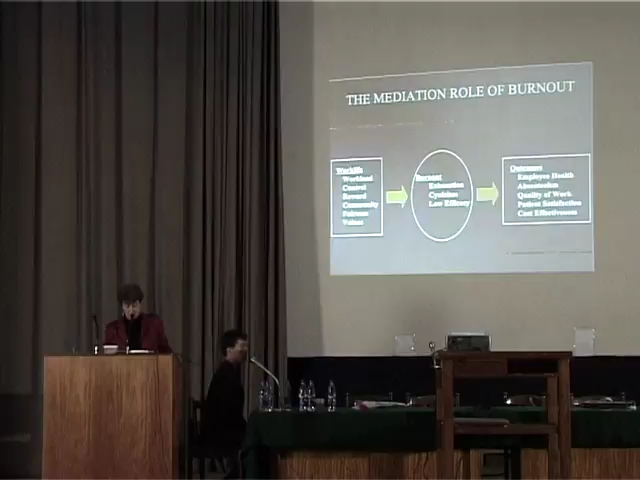 THE MEDIATION ROLE OF BURNOUT
Worklife
Workload
Control
Reward
Community
Fairness
Values
Burnout
Exhaustion
Cynicism
Low Efficacy
Outcomes
Employee Health
Absenteeism
Quality of Work
Patient Satisfaction
Cost Effectiveness